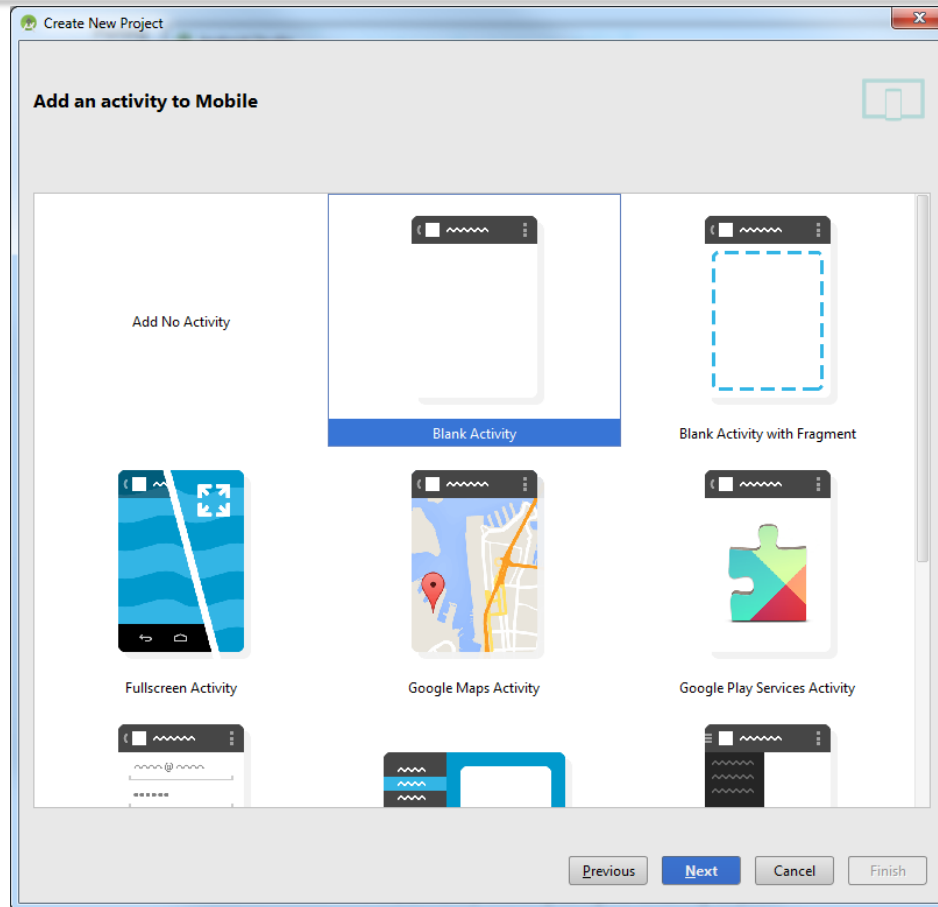 Create New Project
Add an activity to Mobile
Add No Activity
Blank Activity
Blank Activity with Fragment
Fullscreen Activity
Google Maps Activity
Google Play Services Activity
@
Previous
Next
Cancel
Finish